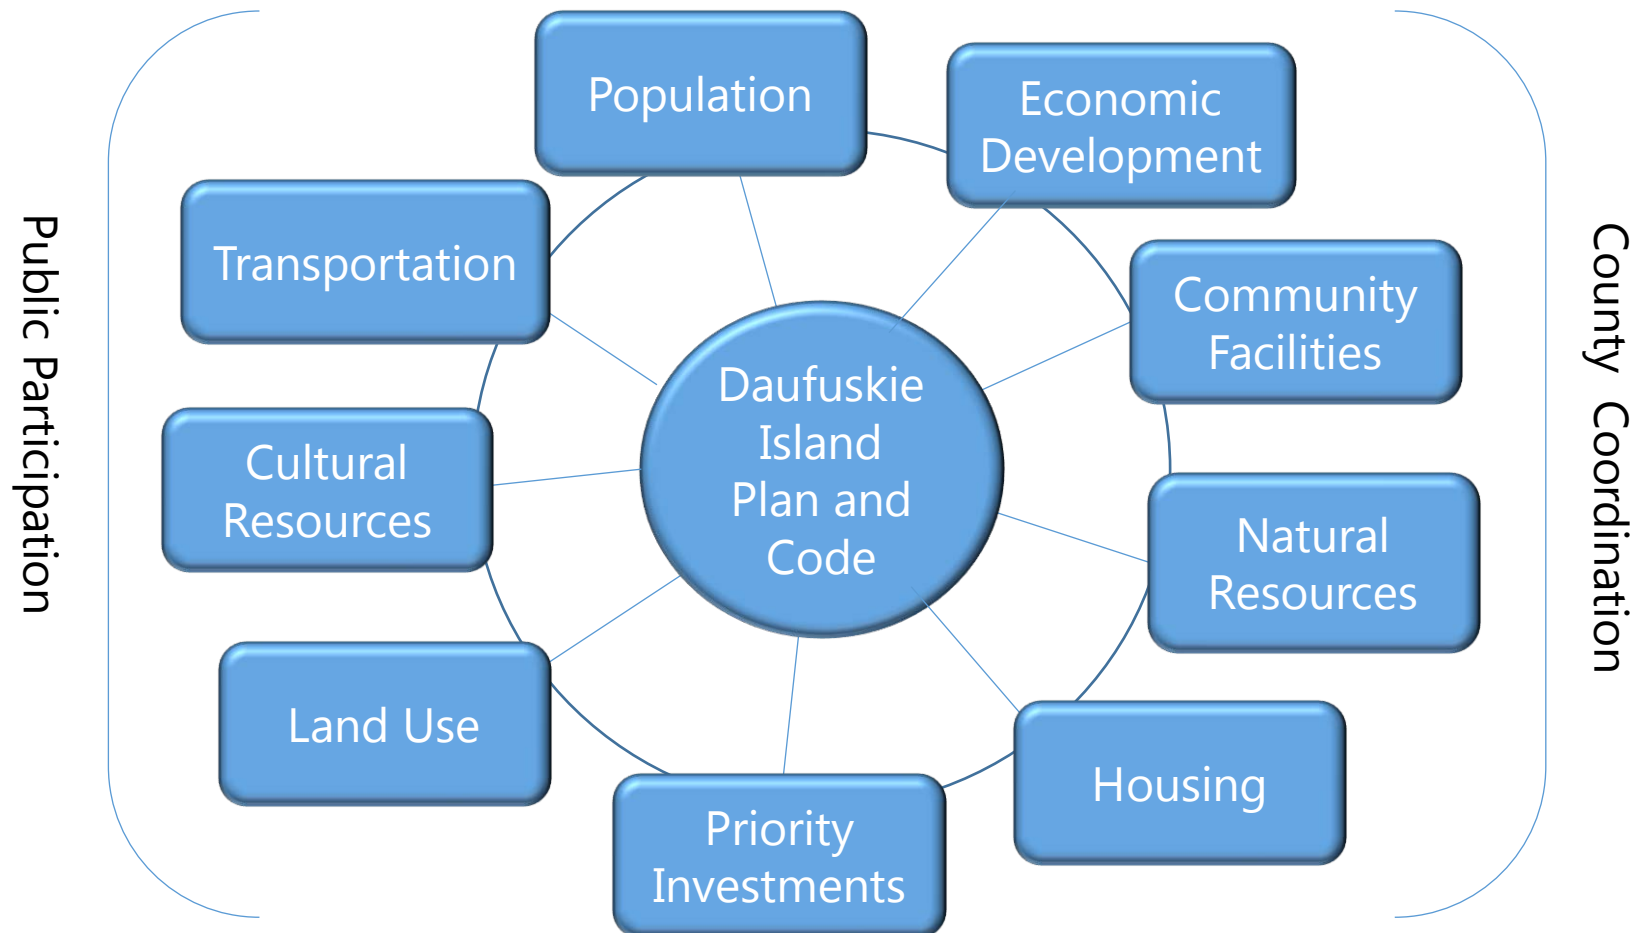 Public Participation
Population
Economic
Development
Transportation
Community
Facilities
Daufuskie
Island
Plan and
Code
Cultural
Resources
Natural
Resources
Land Use
Housing
Priority
Investments
County Coordination